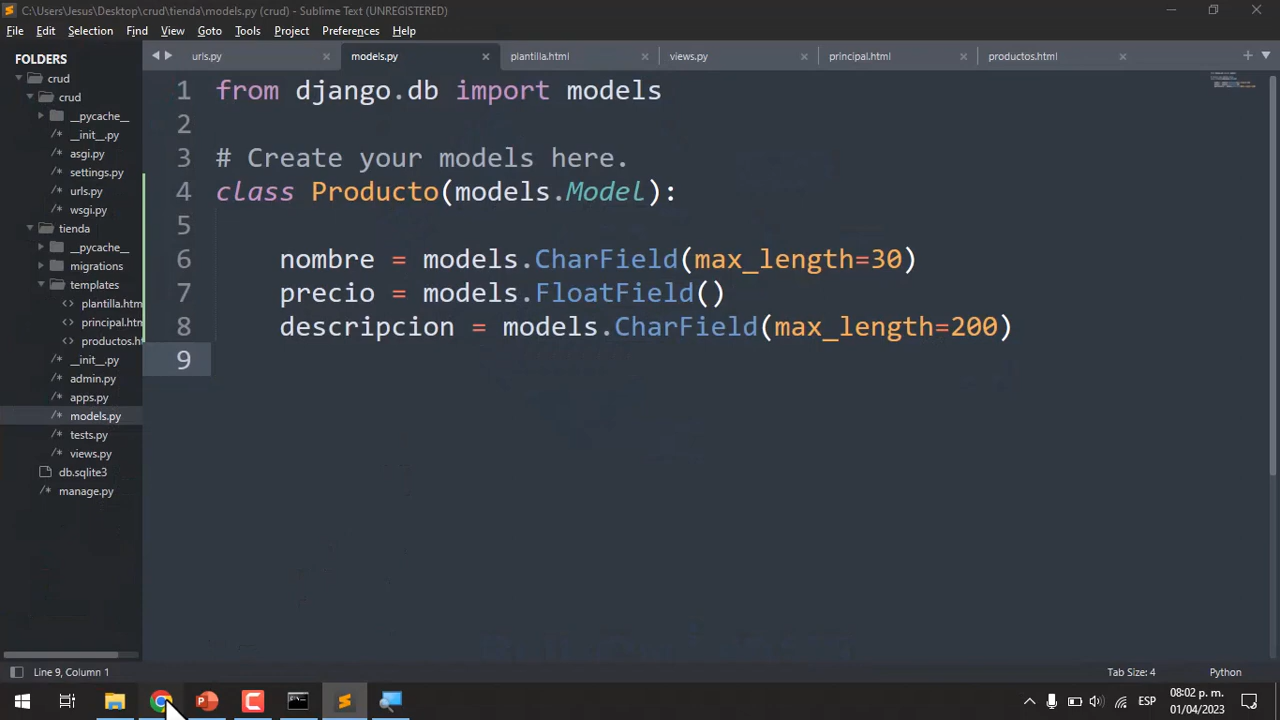 C:\Users\Jesus\Desktop\crud\tienda\models.py (crud) - Sublime Text (UNREGISTERED)
File Edit Selection Find View Goto Tools Project Preferences Help
FOLDERS
crud
crud
__pycache__
/* __init__.py
/* asgi.py
/* settings.py
/* urls.py
/* wsgi.py
tienda
__pycache__
migrations
templates
<> plantilla.htm
<> principal.htm
<> productos.ht
/* __init__.py
/* admin.py
/* apps.py
/* models.py
/* tests.py
/* views.py
db.sqlite3
/* manage.py
urls.py models.py plantilla.html views.py principal.html productos.html
1 from django.db import models
2
3 # Create your models here.
4 class Producto(models.Model):
5
6 nombre = models.CharField(max_length=30)
7 precio = models.FloatField()
8 descripcion = models.CharField(max_length=200)
9
Line 9, Column 1 Tab Size: 4 Python
ESP 08:02 p. m.
01/04/2023